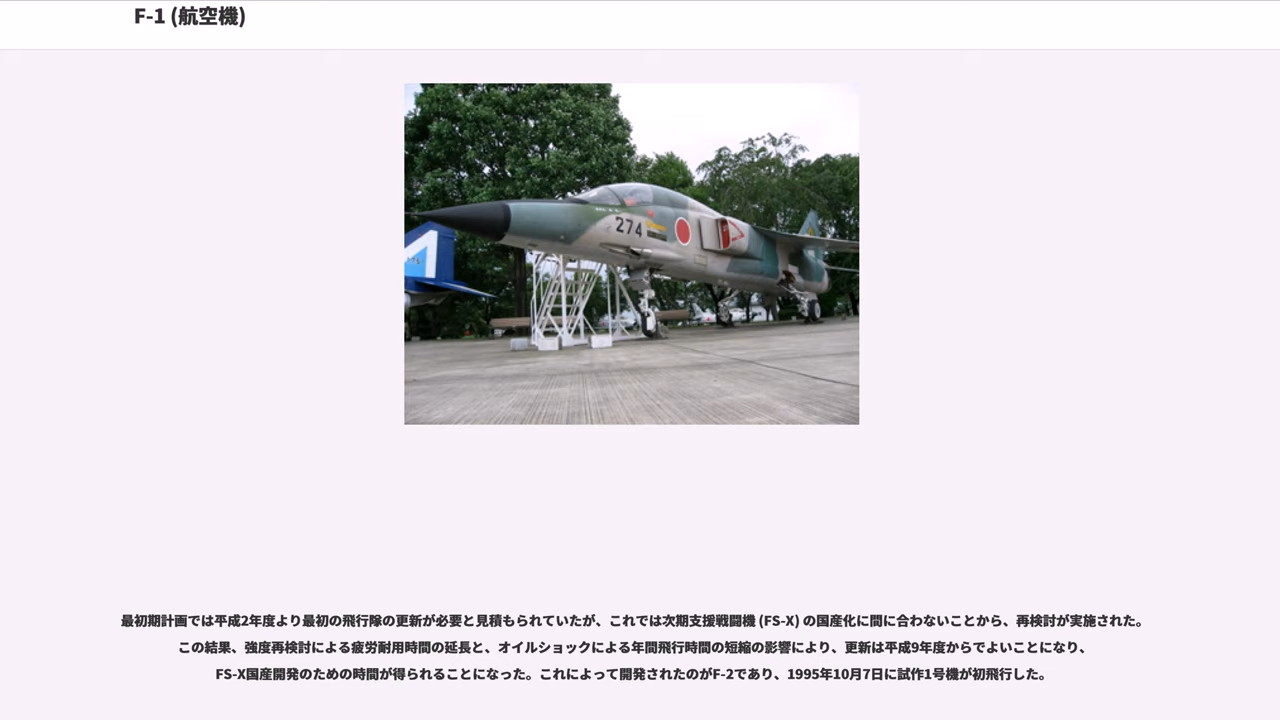 F-1 (航空機)
274
最初期計画では平成2年度より最初の飛行隊の更新が必要と見積もられていたが、これでは次期支援戦闘機 (FS-X) の国産化に間に合わないことから、再検討が実施された。
この結果、強度再検討による疲労耐用時間の延長と、オイルショックによる年間飛行時間の短縮の影響により、更新は平成9年度からでよいことになり、
FS-X国産開発のための時間が得られることになった。これによって開発されたのがF-2であり、1995年10月7日に試作1号機が初飛行した。